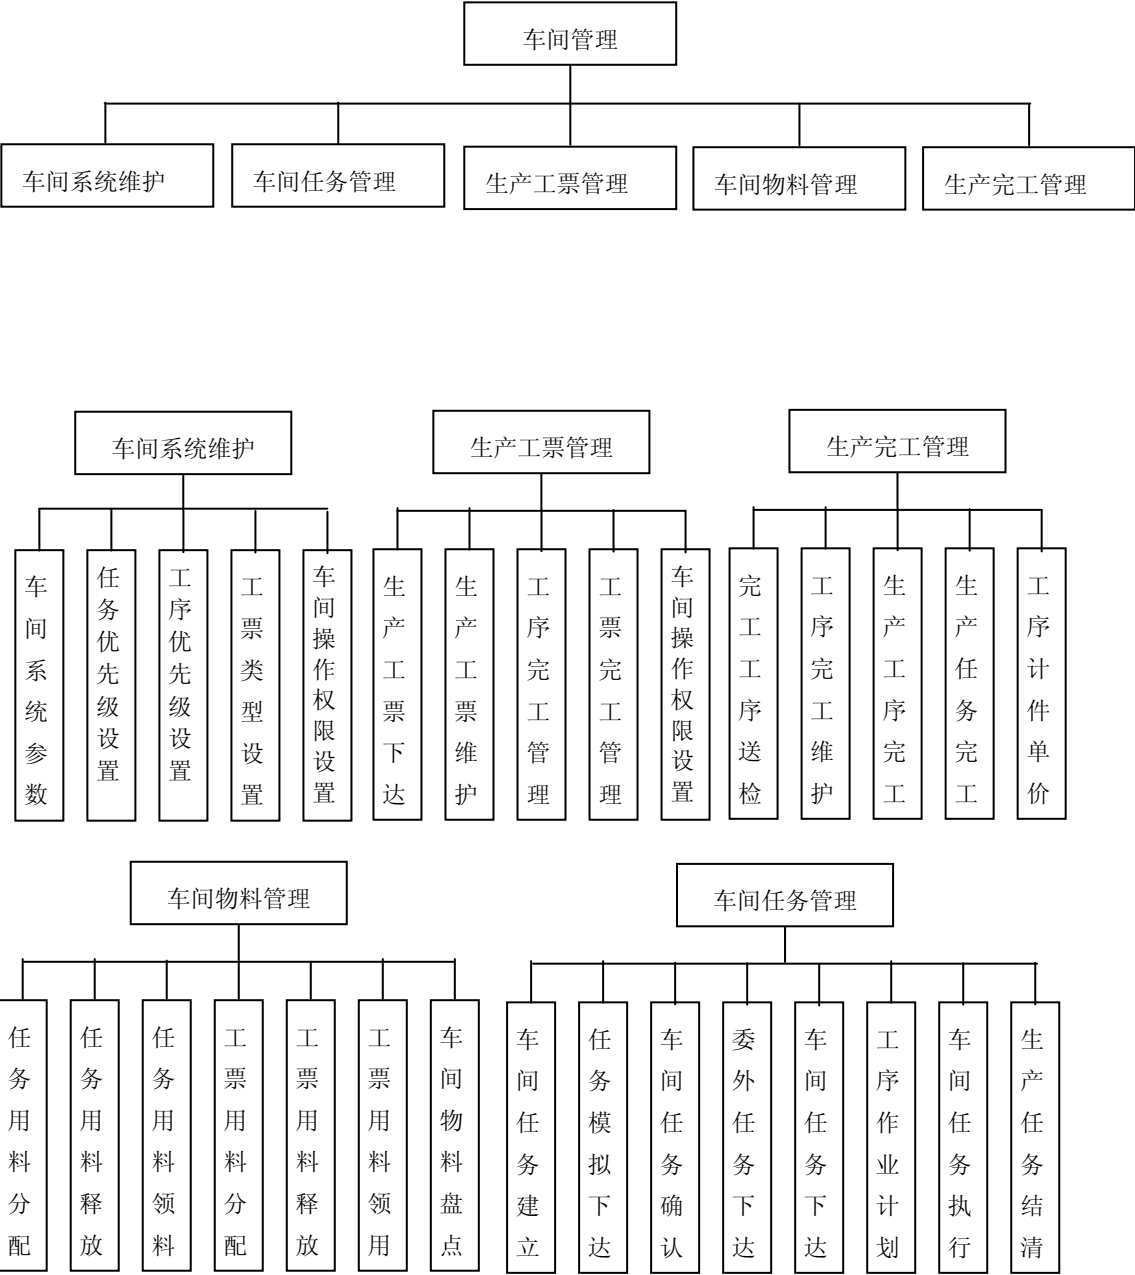 车间管理
车间系统维护
车间任务管理
生产工票管理
车间物料管理
生产完工管理
车间系统维护
生产工票管理
生产完工管理
车间系统参数
任务优先级设置
工序优先级设置
工票类型设置
车间操作权限设置
生产工票下达
生产工票维护
工序完工管理
工票完工管理
车间操作权限设置
完工工序送检
工序完工维护
生产工序完工
生产任务完工
工序计件单价
车间物料管理
车间任务管理
任务用料分配
任务用料释放
任务用料领料
工票用料分配
工票用料释放
工票用料领用
车间物料盘点
车间任务建立
任务模拟下达
车间任务确认
委外任务下达
车间任务下达
工序作业计划
车间任务执行
生产任务结清